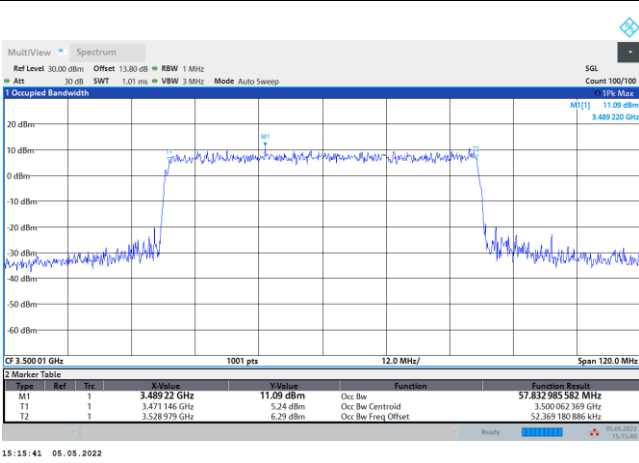 MultiView Spectrum
Ref Level 30.00 dBm Offset 13.80 dB RBW 1 MHz SGL
Att 30 dB SWT 1.01 ms VBW 3 MHz Mode Auto Sweep Count 100/100
1 Occupied Bandwidth 1Pk Max
M1[1] 11.09 dBm
3.489 220 GHz
20 dBm
M1
10 dBm
T1 T2
0 dBm
-10 dBm
-20 dBm
-30 dBm
-40 dBm
-50 dBm
-60 dBm
CF 3.500 01 GHz 1001 pts 12.0 MHz/ Span 120.0 MHz
2 Marker Table
Type Ref Trc X-Value Y-Value Function Function Result
M1 1 3.489 22 GHz 11.09 dBm Occ Bw 57.832 985 582 MHz
T1 1 3.471 146 GHz 5.24 dBm Occ Bw Centroid 3.500 062 369 GHz
T2 1 3.528 979 GHz 6.29 dBm Occ Bw Freq Offset 52.369 180 886 kHz
Ready 05.05.2022
15:15:40
15:15:41 05.05.2022